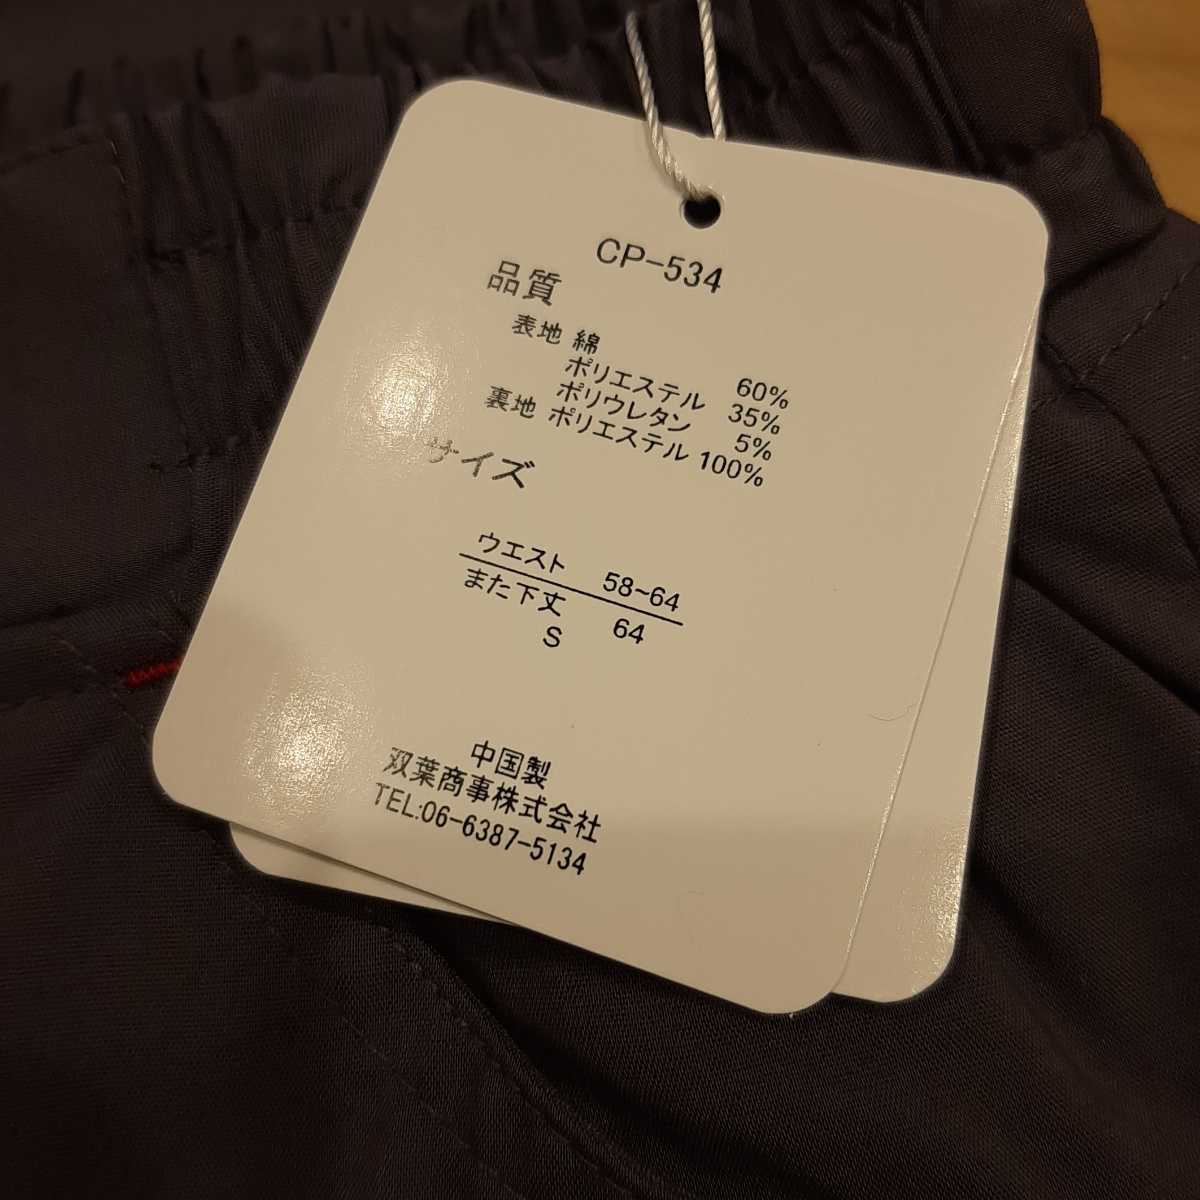 CP-534
品質
表地 綿 60%
ポリエステル 35%
ポリウレタン 5%
裏地 ポリエステル 100%
サイズ
ウエスト 58~64
また下丈 64
S
中国製
双葉商事株式会社
TEL:06-6387-5134